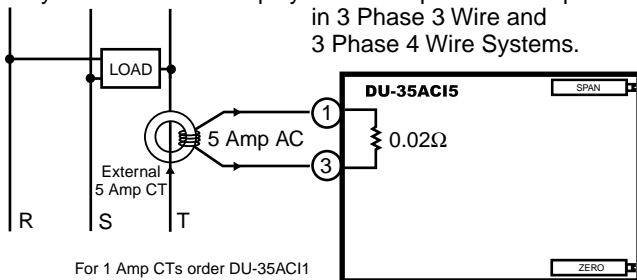 in 3 Phase 3 Wire and
3 Phase 4 Wire Systems.
LOAD
DU-35ACI5
SPAN
1
5 Amp AC
0.02Ω
3
External
5 Amp CT
R
S
T
For 1 Amp CTs order DU-35ACI1
ZERO